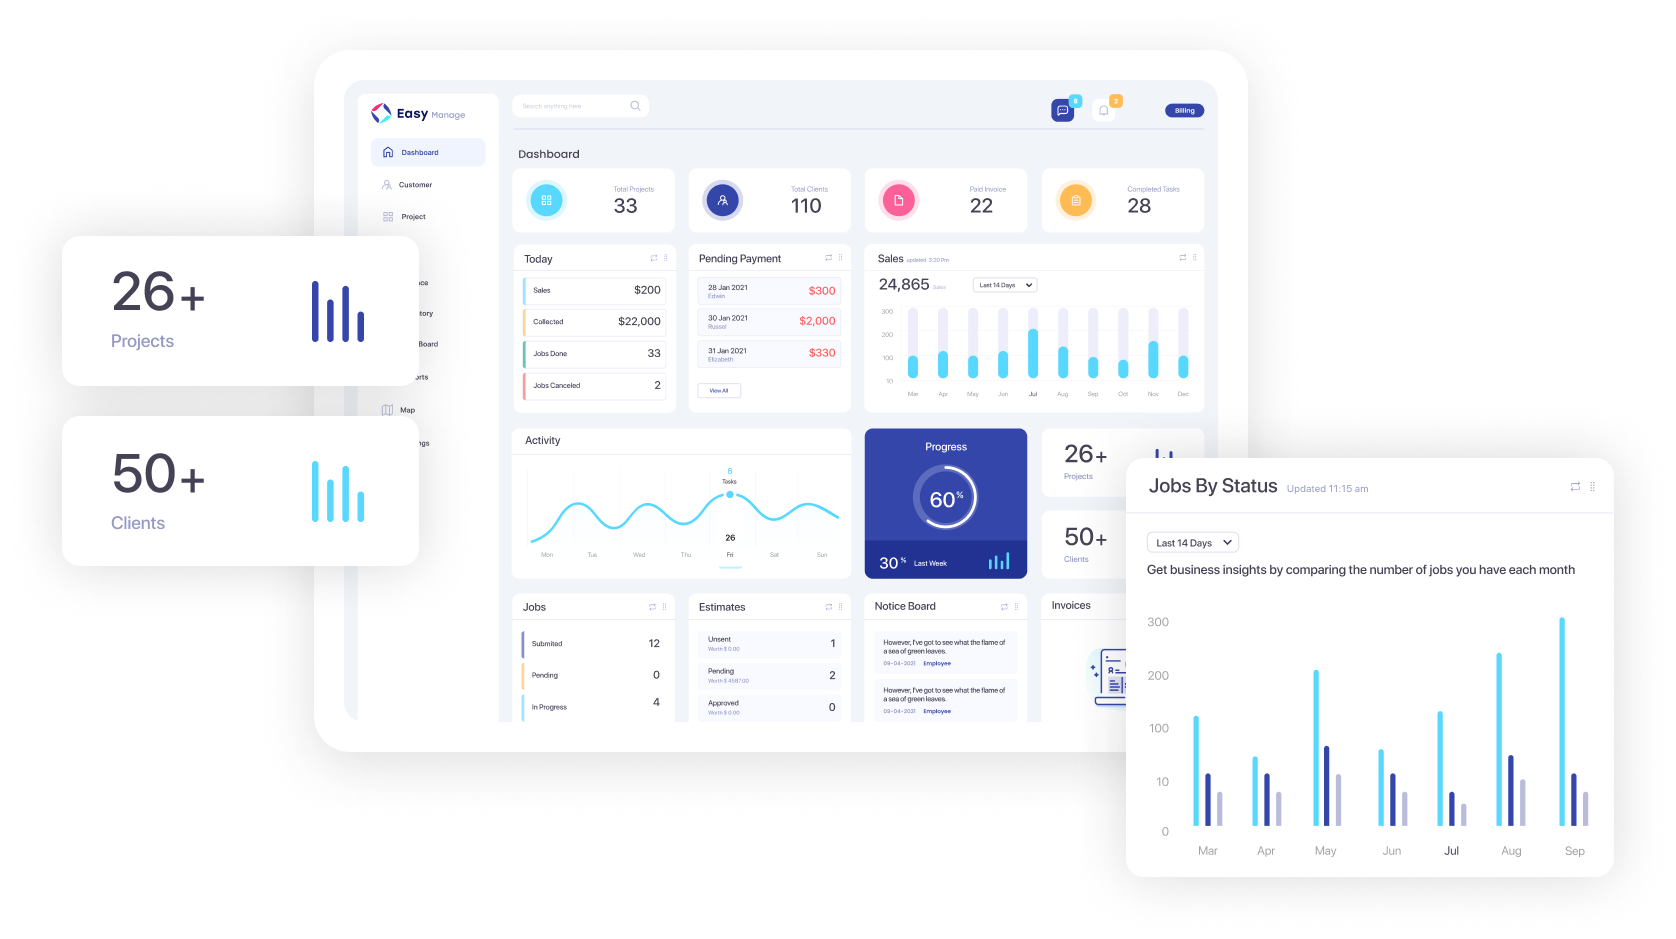 Easy Manage
Search anything here
8
2
Billing
Dashboard
Customer
Project
Map
Dashboard
Total Projects
33
Total Clients
110
Paid Invoice
22
Completed Tasks
28
26+
Projects
50+
Clients
Today
Sales $200
Collected $22,000
Jobs Done 33
Jobs Canceled 2
Pending Payment
28 Jan 2021
Edwin
$300
30 Jan 2021
Russel
$2,000
31 Jan 2021
Elizabeth
$330
View All
Sales updated 3:20 Pm
24,865 Sales
Last 14 Days
300
200
100
10
Mar Apr May Jun Jul Aug Sep Oct Nov Dec
Activity
6
Tasks
26
Mon Tue Wed Thu Fri Sat Sun
Progress
60%
30% Last Week
26+
Projects
50+
Clients
Jobs
Submited 12
Pending 0
In Progress 4
Estimates
Unsent 1
Worth $ 0.00
Pending 2
Worth $ 4587.00
Approved 0
Worth $ 0.00
Notice Board
However, I've got to see what the flame of
a sea of green leaves.
09-04-2021 Employee
However, I've got to see what the flame of
a sea of green leaves.
09-04-2021 Employee
Invoices
Jobs By Status Updated 11:15 am
Last 14 Days
Get business insights by comparing the number of jobs you have each month
300
200
100
10
0
Mar Apr May Jun Jul Aug Sep